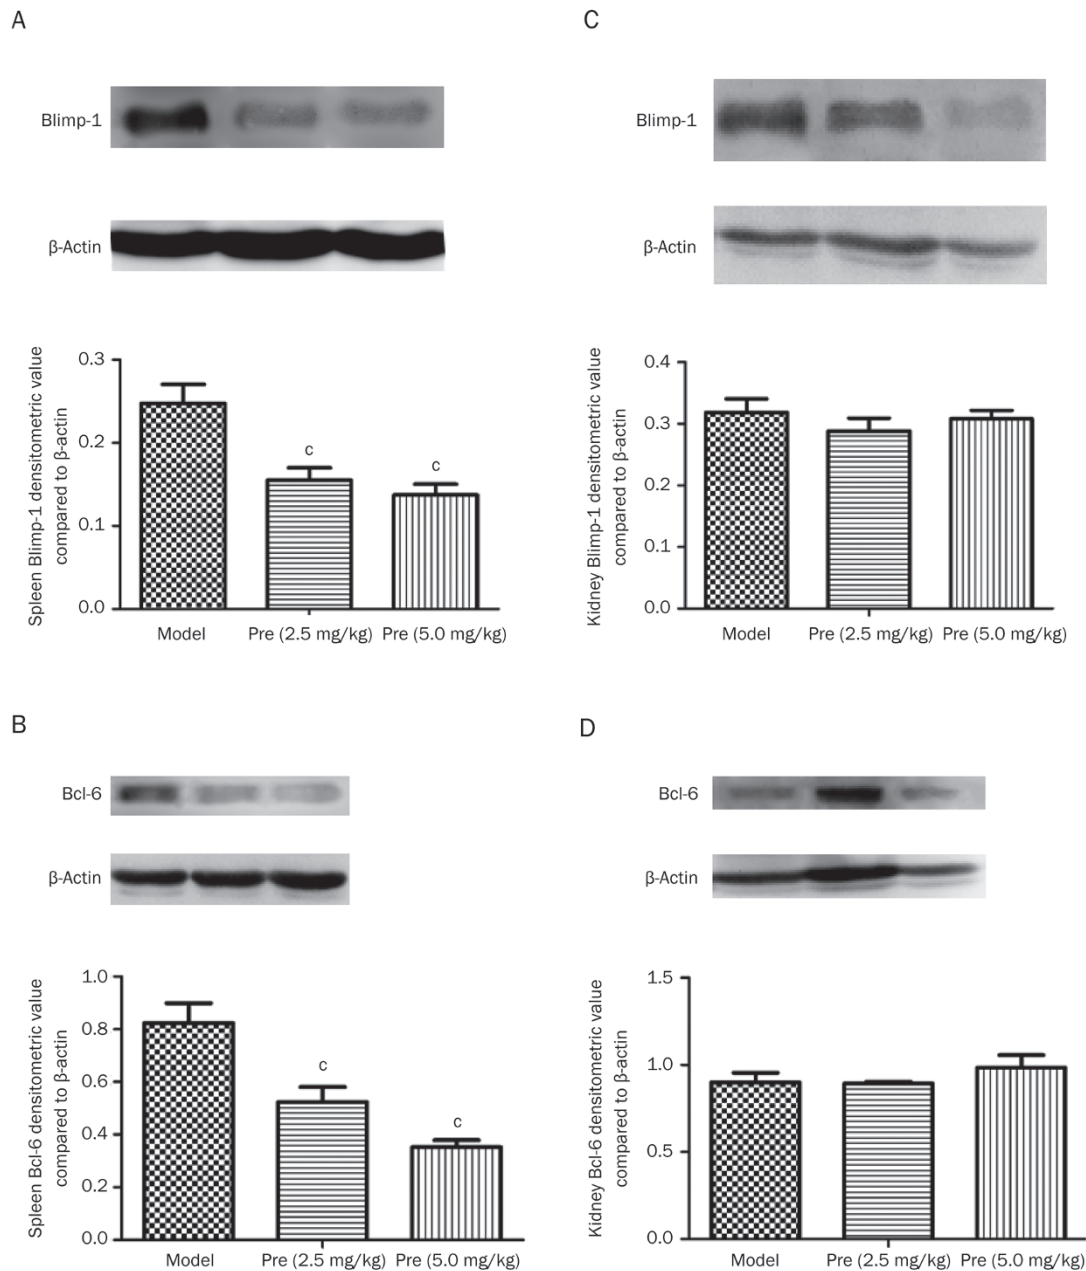 A
Blimp-1
β-Actin
Spleen Blimp-1 densitometric value
compared to β-actin
0.3
0.2
0.1
0.0
c
c
Model
Pre (2.5 mg/kg)
Pre (5.0 mg/kg)
C
Blimp-1
β-Actin
Kidney Blimp-1 densitometric value
compared to β-actin
0.4
0.3
0.2
0.1
0.0
Model
Pre (2.5 mg/kg)
Pre (5.0 mg/kg)
B
Bcl-6
β-Actin
Spleen Bcl-6 densitometric value
compared to β-actin
1.0
0.8
0.6
0.4
0.2
0.0
c
c
Model
Pre (2.5 mg/kg)
Pre (5.0 mg/kg)
D
Bcl-6
β-Actin
Kidney Bcl-6 densitometric value
compared to β-actin
1.5
1.0
0.5
0.0
Model
Pre (2.5 mg/kg)
Pre (5.0 mg/kg)